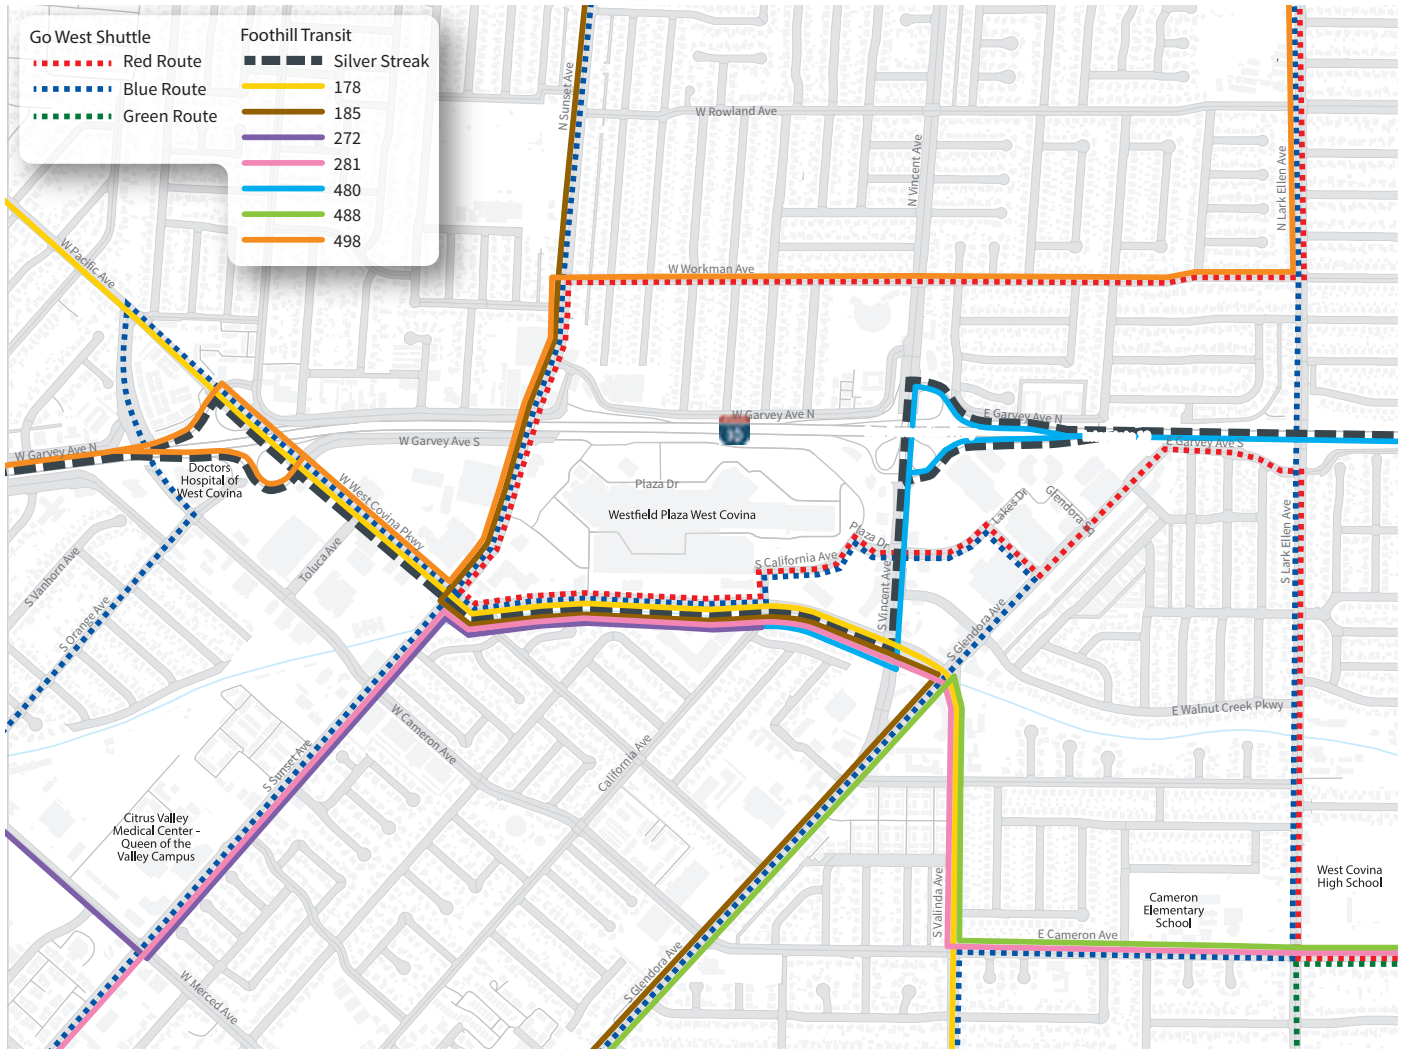 Go West Shuttle
Red Route
Blue Route
Green Route
Foothill Transit
Silver Streak
178
185
272
281
480
488
498
N Sunset Ave
W Rowland Ave
N Vincent Ave
N Lark Ellen Ave
W Pacific Ave
W Workman Ave
W Garvey Ave N
E Garvey Ave N
W Garvey Ave S
E Garvey Ave S
W Garvey Ave N
Doctors
Hospital of
West Covina
W West Covina Pkwy
Plaza Dr
Westfield Plaza West Covina
Plaza Dr
Lakes Dr
S California Ave
S Vincent Ave
S Lark Ellen Ave
Toluca Ave
S Vanhorn Ave
S Orange Ave
S Glendora Ave
E Walnut Creek Pkwy
W Cameron Ave
California Ave
S Sunset Ave
Citrus Valley
Medical Center -
Queen of the
Valley Campus
West Covina
High School
Cameron
Elementary
School
S Valinda Ave
E Cameron Ave
S Glendora Ave
W Merced Ave